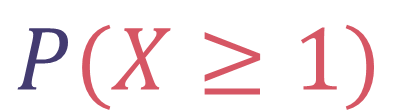 P(X ≥ 1)